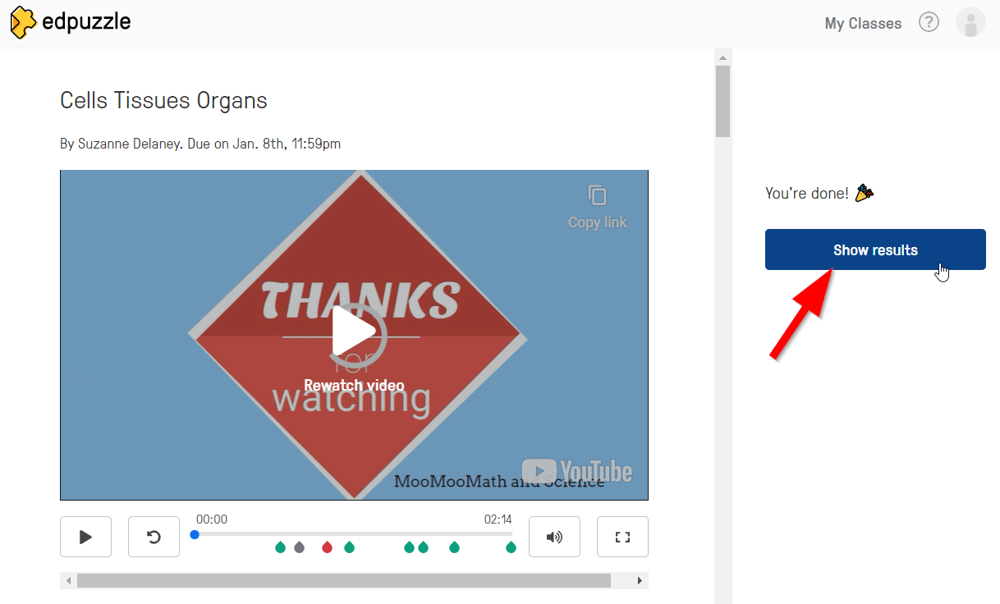 edpuzzle
My Classes
?
Cells Tissues Organs
By Suzanne Delaney. Due on Jan. 8th, 11:59pm
Copy link
THANKS
for
Rewatch video
watching
YouTube
MooMooMath and Science
00:00
02:14
You're done!
Show results